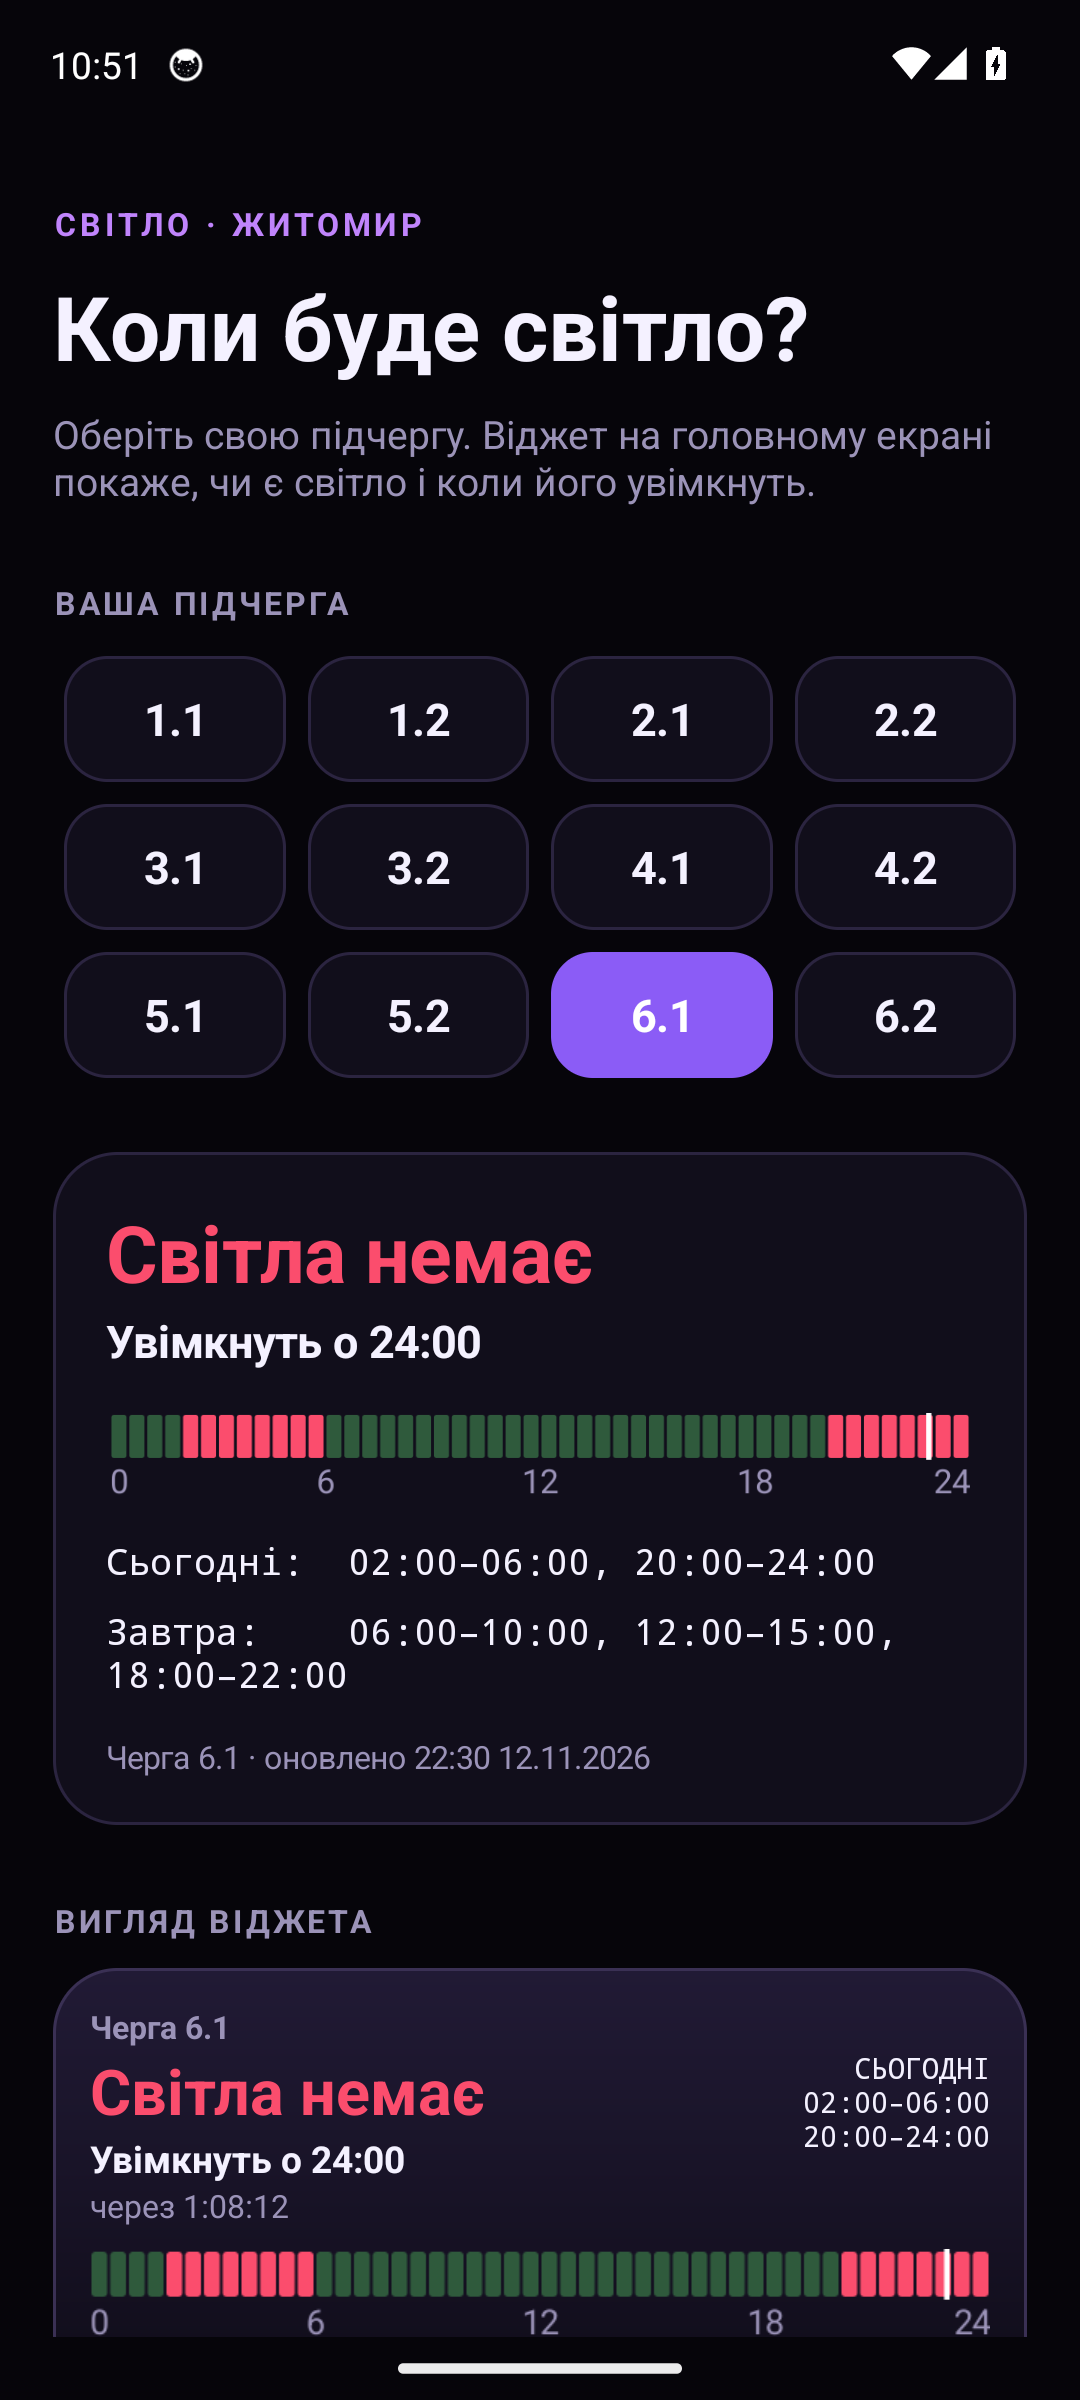 10:51
СВІТЛО · ЖИТОМИР
Коли буде світло?
Оберіть свою підчергу. Віджет на головному екрані
покаже, чи є світло і коли його увімкнуть.
ВАША ПІДЧЕРГА
1.1 1.2 2.1 2.2
3.1 3.2 4.1 4.2
5.1 5.2 6.1 6.2
Світла немає
Увімкнуть о 24:00
0 6 12 18 24
Сьогодні: 02:00–06:00, 20:00–24:00
Завтра: 06:00–10:00, 12:00–15:00,
18:00–22:00
Черга 6.1 · оновлено 22:30 12.11.2026
ВИГЛЯД ВІДЖЕТА
Черга 6.1
Світла немає
Увімкнуть о 24:00
через 1:08:12
СЬОГОДНІ
02:00–06:00
20:00–24:00
0 6 12 18 24